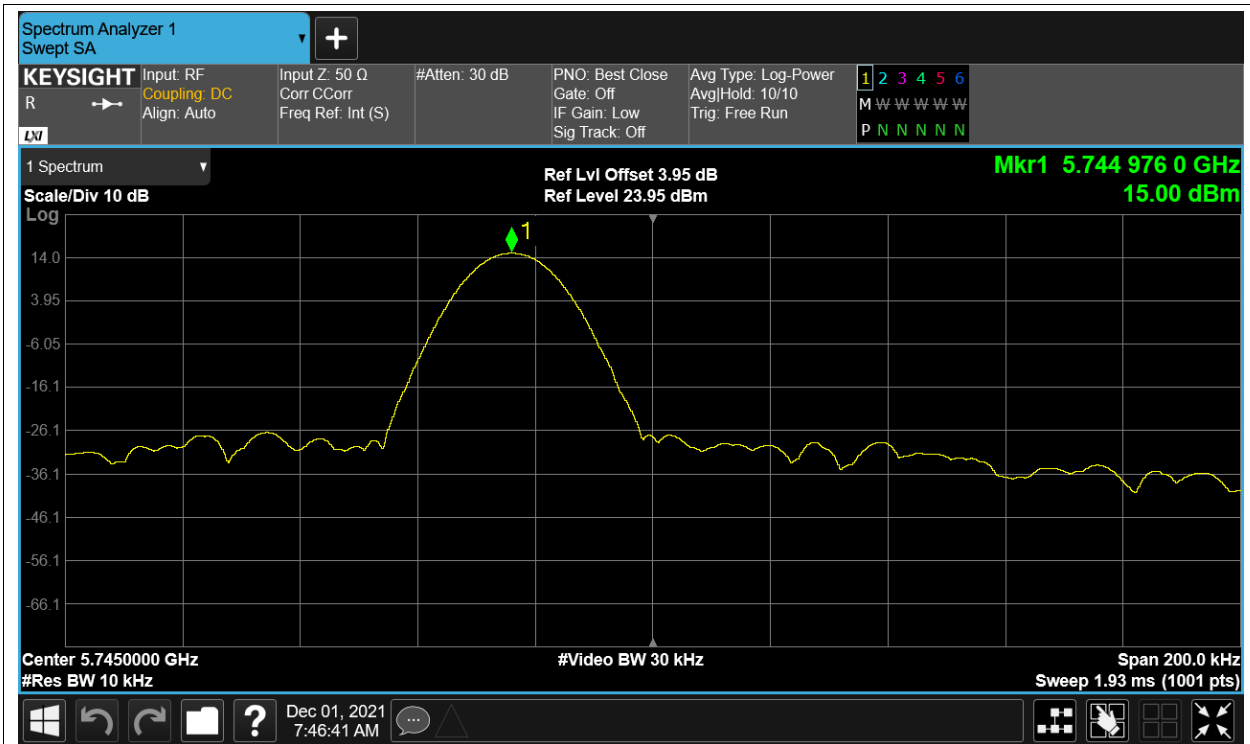 Spectrum Analyzer 1
Swept SA
KEYSIGHT
R
LXI
Input: RF
Coupling: DC
Align: Auto
Input Z: 50 Ω
Corr CCorr
Freq Ref: Int (S)
#Atten: 30 dB
PNO: Best Close
Gate: Off
IF Gain: Low
Sig Track: Off
Avg Type: Log-Power
Avg|Hold: 10/10
Trig: Free Run
1 2 3 4 5 6
M W W W W W W
P N N N N N N
1 Spectrum
Scale/Div 10 dB
Log
Ref Lvl Offset 3.95 dB
Ref Level 23.95 dBm
Mkr1 5.744 976 0 GHz
15.00 dBm
1
14.0
3.95
-6.05
-16.1
-26.1
-36.1
-46.1
-56.1
-66.1
Center 5.7450000 GHz
#Res BW 10 kHz
#Video BW 30 kHz
Span 200.0 kHz
Sweep 1.93 ms (1001 pts)
?
Dec 01, 2021
7:46:41 AM